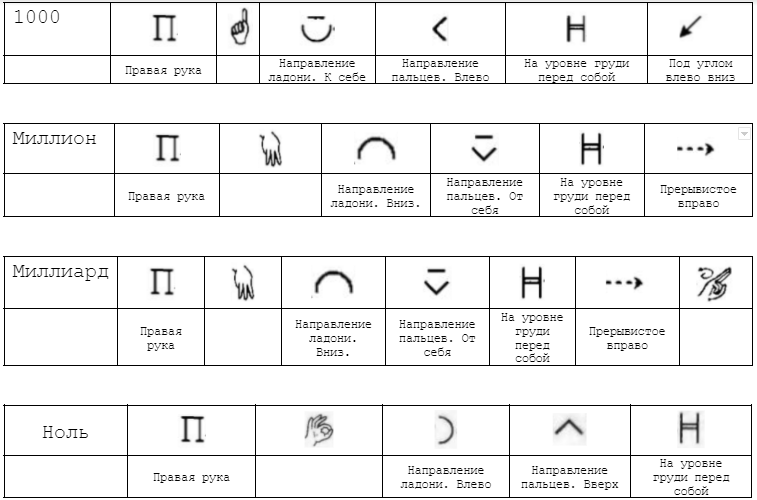 1000 П
Правая рука
Направление
ладони. К себе
Направление
пальцев. Влево
На уровне груди
перед собой
Под углом
влево вниз
Миллион П
Правая рука
Направление
ладони. Вниз.
Направление
пальцев. От
себя
На уровне
груди перед
собой
Прерывистое
вправо
Миллиард П
Правая
рука
Направление
ладони.
Вниз.
Направление
пальцев. От
себя
На уровне
груди
перед
собой
Прерывистое
вправо
Ноль П
Правая рука
Направление
ладони. Влево
Направление
пальцев. Вверх
На уровне
груди перед
собой